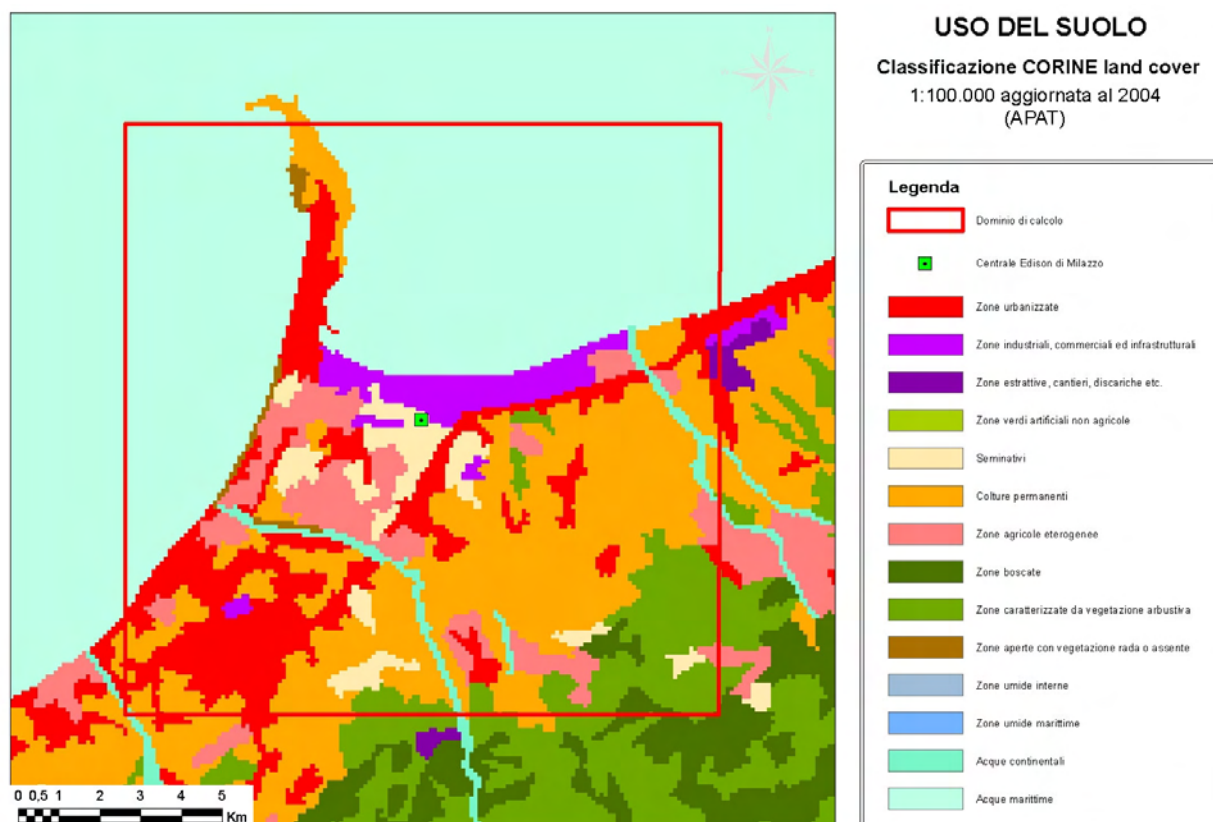 USO DEL SUOLO
Classificazione CORINE land cover
1:100.000 aggiornata al 2004
(APAT)
Legenda
Dominio di calcolo
Centrale Edison di Milazzo
Zone urbanizzate
Zone industriali, commerciali ed infrastrutturali
Zone estrattive, cantieri, discariche etc.
Zone verdi artificiali non agricole
Seminativi
Colture permanenti
Zone agricole eterogenee
Zone boscate
Zone caratterizzate da vegetazione arbustiva
Zone aperte con vegetazione rada o assente
Zone umide interne
Zone umide marittime
Acque continentali
Acque marittime
0 0,5 1 2 3 4 5
Km